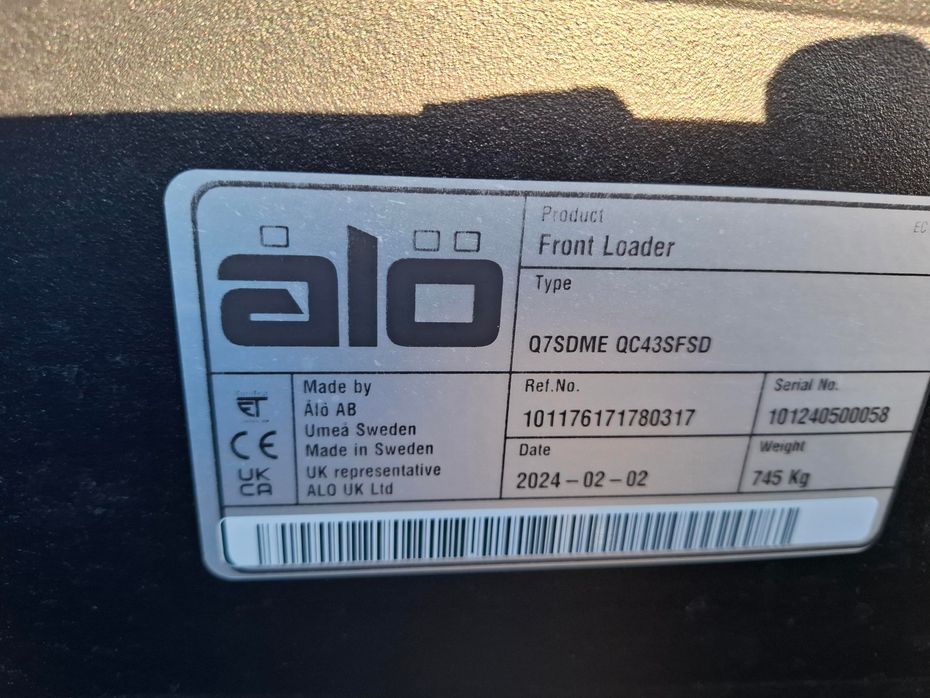 ålö
Product
EC
Front Loader
Type
Q7SDME QC43SFSD
Made by
Ålö AB
Umeå Sweden
Made in Sweden
UK representative
ALO UK Ltd
CE
UK
CA
Ref.No.
101176171780317
Serial No.
101240500058
Date
2024-02-02
Weight
745 Kg